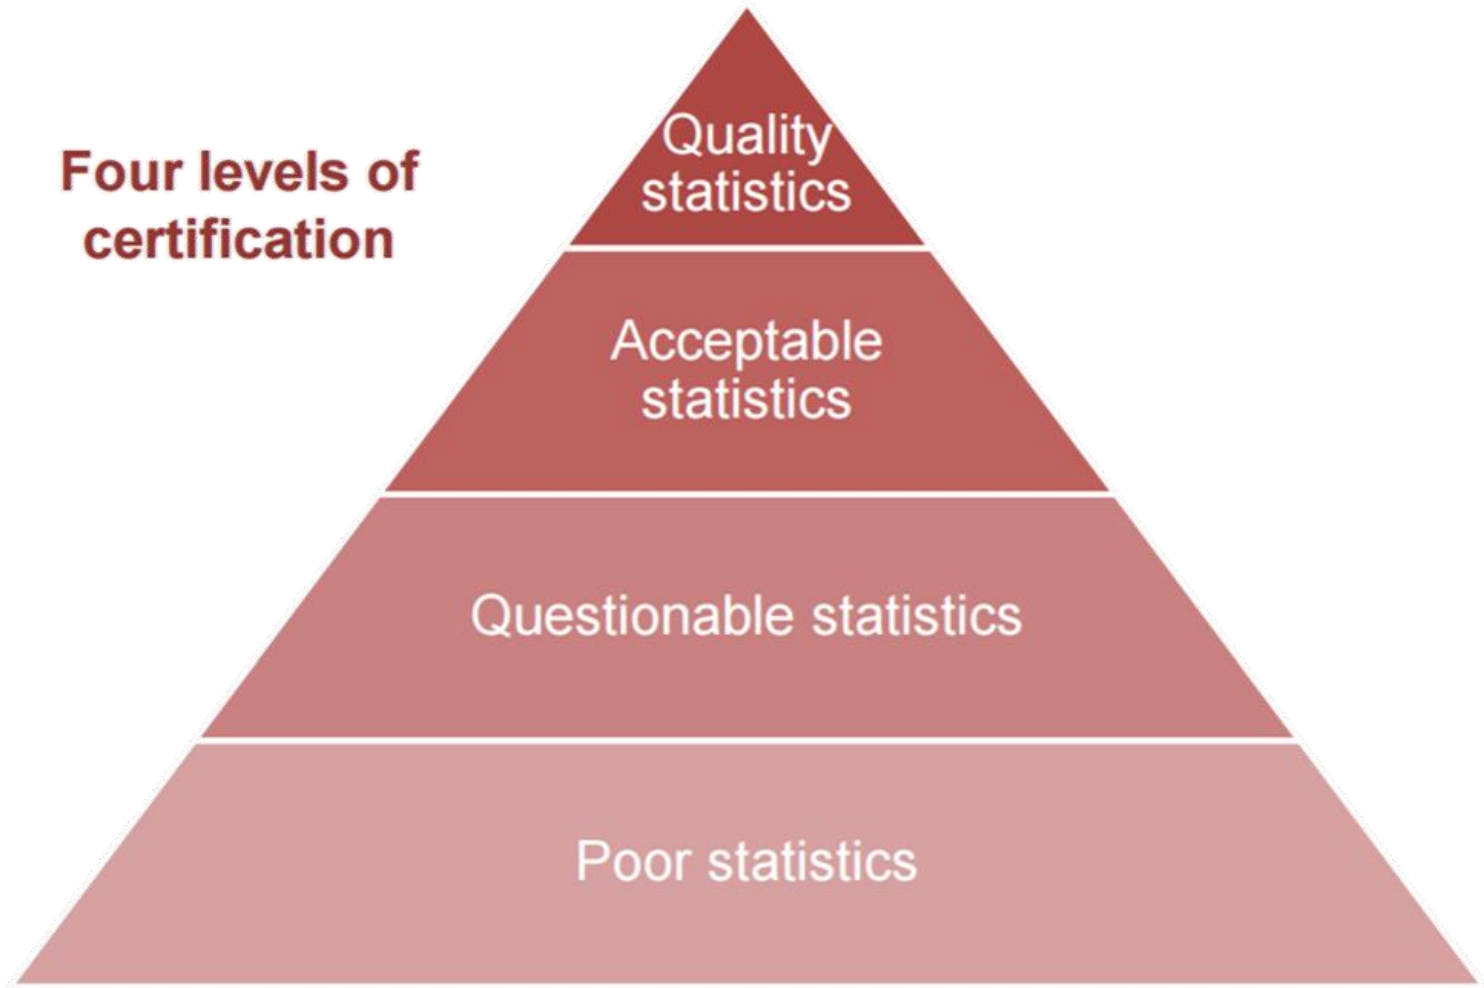 Four levels of
certification
Quality
statistics
Acceptable
statistics
Questionable statistics
Poor statistics